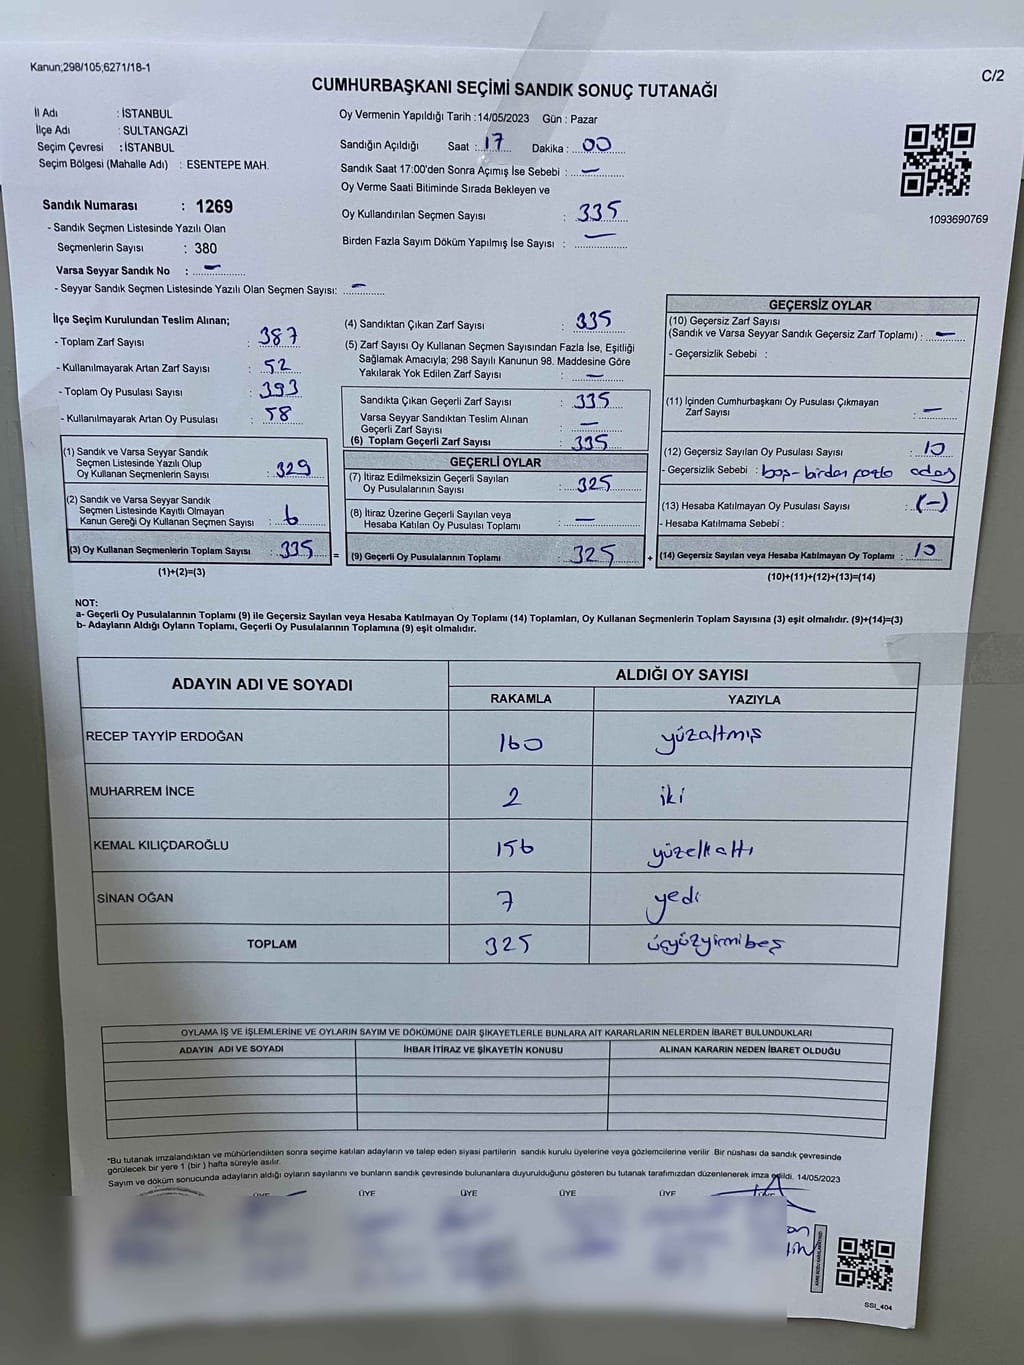 Kanun;298/105,6271/18-1
C/2
CUMHURBAŞKANI SEÇİMİ SANDIK SONUÇ TUTANAĞI
İl Adı : İSTANBUL
İlçe Adı : SULTANGAZİ
Seçim Çevresi : İSTANBUL
Seçim Bölgesi (Mahalle Adı) : ESENTEPE MAH.
Oy Vermenin Yapıldığı Tarih :14/05/2023 Gün : Pazar
Sandığın Açıldığı Saat : 17 Dakika : 00
Sandık Saat 17:00'den Sonra Açımış İse Sebebi : —
Oy Verme Saati Bitiminde Sırada Bekleyen ve
Oy Kullandırılan Seçmen Sayısı : 335
Birden Fazla Sayım Döküm Yapılmış İse Sayısı : —
1093690769
Sandık Numarası : 1269
- Sandık Seçmen Listesinde Yazılı Olan
Seçmenlerin Sayısı : 380
Varsa Seyyar Sandık No : —
- Seyyar Sandık Seçmen Listesinde Yazılı Olan Seçmen Sayısı: —
İlçe Seçim Kurulundan Teslim Alınan;
- Toplam Zarf Sayısı : 387
- Kullanılmayarak Artan Zarf Sayısı : 52
- Toplam Oy Pusulası Sayısı : 393
- Kullanılmayarak Artan Oy Pusulası : 58
(1) Sandık ve Varsa Seyyar Sandık
Seçmen Listesinde Yazılı Olup
Oy Kullanan Seçmenlerin Sayısı : 329
(2) Sandık ve Varsa Seyyar Sandık
Seçmen Listesinde Kayıtlı Olmayan
Kanun Gereği Oy Kullanan Seçmen Sayısı : 6
(3) Oy Kullanan Seçmenlerin Toplam Sayısı : 335
(1)+(2)=(3)
=
(4) Sandıktan Çıkan Zarf Sayısı : 335
(5) Zarf Sayısı Oy Kullanan Seçmen Sayısından Fazla İse, Eşitliği
Sağlamak Amacıyla; 298 Sayılı Kanunun 98. Maddesine Göre
Yakılarak Yok Edilen Zarf Sayısı : —
Sandıkta Çıkan Geçerli Zarf Sayısı : 335
Varsa Seyyar Sandıktan Teslim Alınan
Geçerli Zarf Sayısı : —
(6) Toplam Geçerli Zarf Sayısı : 335
GEÇERLİ OYLAR
(7) İtiraz Edilmeksizin Geçerli Sayılan
Oy Pusulalarının Sayısı : 325
(8) İtiraz Üzerine Geçerli Sayılan veya
Hesaba Katılan Oy Pusulası Toplamı : —
(9) Geçerli Oy Pusulalarının Toplamı : 325
+
GEÇERSİZ OYLAR
(10) Geçersiz Zarf Sayısı
(Sandık ve Varsa Seyyar Sandık Geçersiz Zarf Toplamı) : —
- Geçersizlik Sebebi :
(11) İçinden Cumhurbaşkanı Oy Pusulası Çıkmayan
Zarf Sayısı : —
(12) Geçersiz Sayılan Oy Pusulası Sayısı : 10
- Geçersizlik Sebebi : boş-birden fazla aday
(13) Hesaba Katılmayan Oy Pusulası Sayısı : (-)
- Hesaba Katılmama Sebebi :
(14) Geçersiz Sayılan veya Hesaba Katılmayan Oy Toplamı : 10
(10)+(11)+(12)+(13)=(14)
NOT:
a- Geçerli Oy Pusulalarının Toplamı (9) ile Geçersiz Sayılan veya Hesaba Katılmayan Oy Toplamı (14) Toplamları, Oy Kullanan Seçmenlerin Toplam Sayısına (3) eşit olmalıdır. (9)+(14)=(3)
b- Adayların Aldığı Oyların Toplamı, Geçerli Oy Pusulalarının Toplamına (9) eşit olmalıdır.
ADAYIN ADI VE SOYADI
ALDIĞI OY SAYISI
RAKAMLA YAZIYLA
RECEP TAYYİP ERDOĞAN 160 yüzaltmış
MUHARREM İNCE 2 iki
KEMAL KILIÇDAROĞLU 156 yüzellialtı
SİNAN OĞAN 7 yedi
TOPLAM 325 üçyüzyirmibeş
OYLAMA İŞ VE İŞLEMLERİNE VE OYLARIN SAYIM VE DÖKÜMÜNE DAİR ŞİKAYETLERLE BUNLARA AİT KARARLARIN NELERDEN İBARET BULUNDUKLARI
ADAYIN ADI VE SOYADI İHBAR İTİRAZ VE ŞİKAYETİN KONUSU ALINAN KARARIN NEDEN İBARET OLDUĞU
*Bu tutanak imzalandıktan ve mühürlendikten sonra seçime katılan adayların ve talep eden siyasi partilerin sandık kurulu üyelerine veya gözlemcilerine verilir. Bir nüshası da sandık çevresinde
görülecek bir yere 1 (bir ) hafta süreyle asılır.
Sayım ve döküm sonucunda adayların aldığı oyların sayılarını ve bunların sandık çevresinde bulunanlara duyurulduğunu gösteren bu tutanak tarafımızdan düzenlenerek imza edildi. 14/05/2023
ÜYE ÜYE ÜYE ÜYE ÜYE
SSI_404